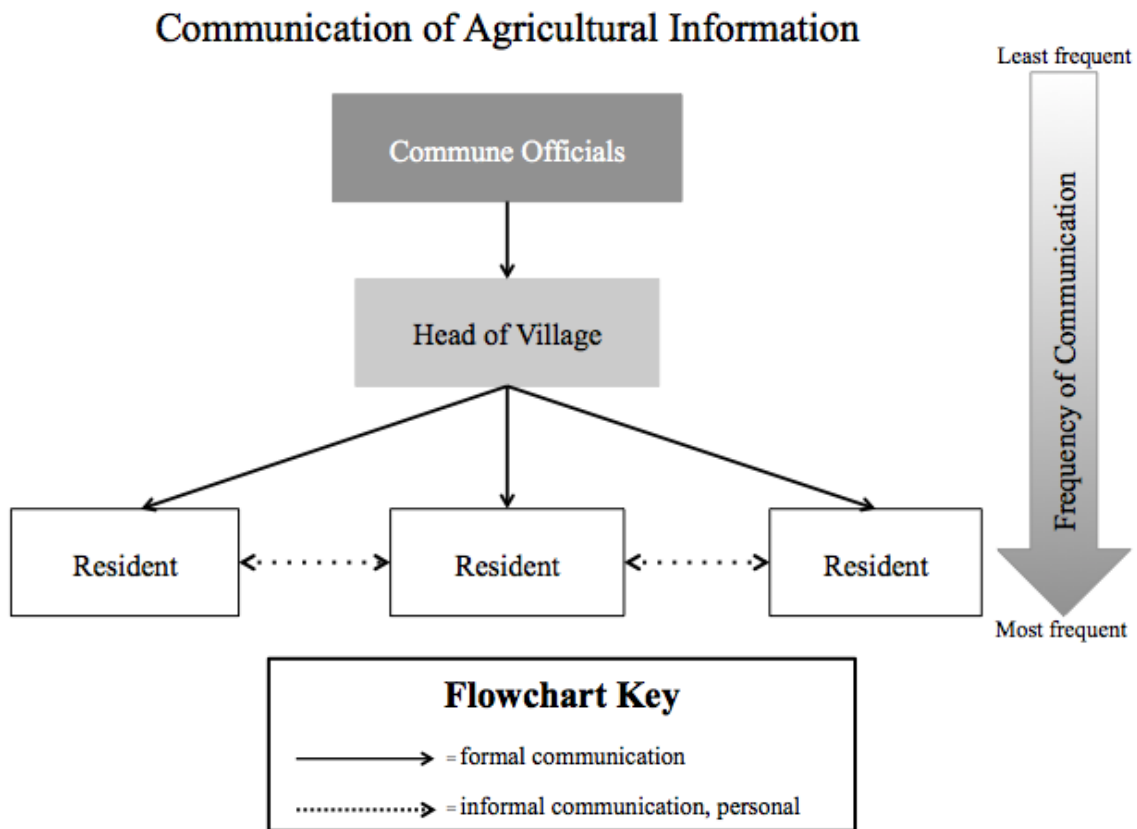 Communication of Agricultural Information
Least frequent
Commune Officials
Head of Village
Frequency of Communication
Resident
Resident
Resident
Most frequent
Flowchart Key
= formal communication
= informal communication, personal